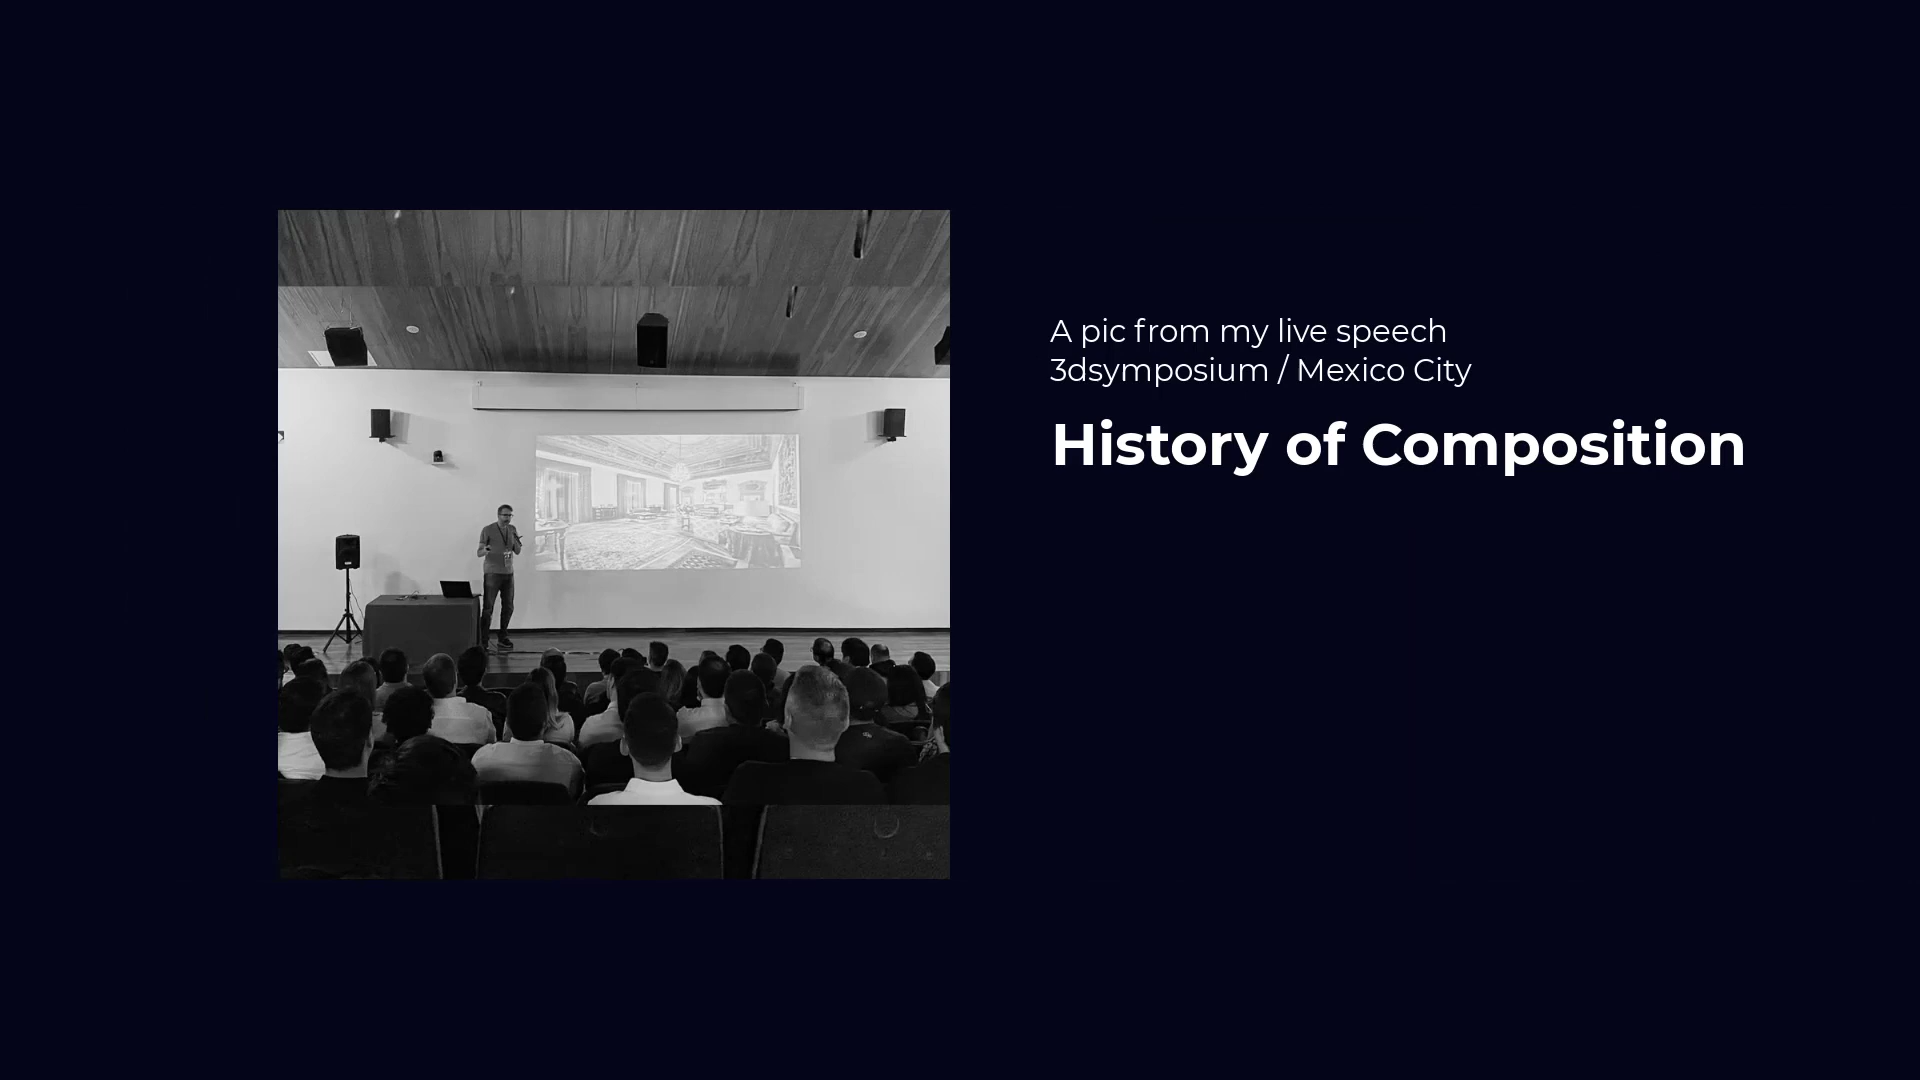 A pic from my live speech
3dsymposium / Mexico City
History of Composition